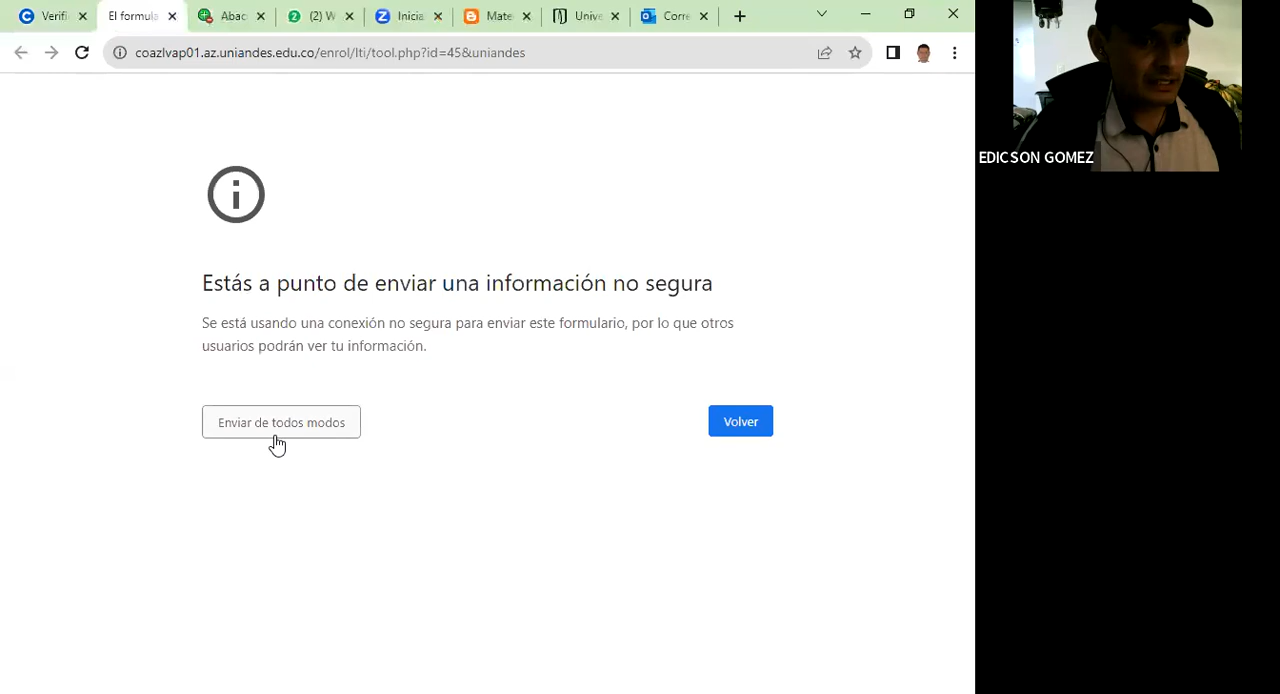 Verifi
El formula
Abac
(2) W
Inicia
Mate
Unive
Corre
coazlvap01.az.uniandes.edu.co/enrol/lti/tool.php?id=45&uniandes
EDICSON GOMEZ
Estás a punto de enviar una información no segura
Se está usando una conexión no segura para enviar este formulario, por lo que otros
usuarios podrán ver tu información.
Enviar de todos modos
Volver